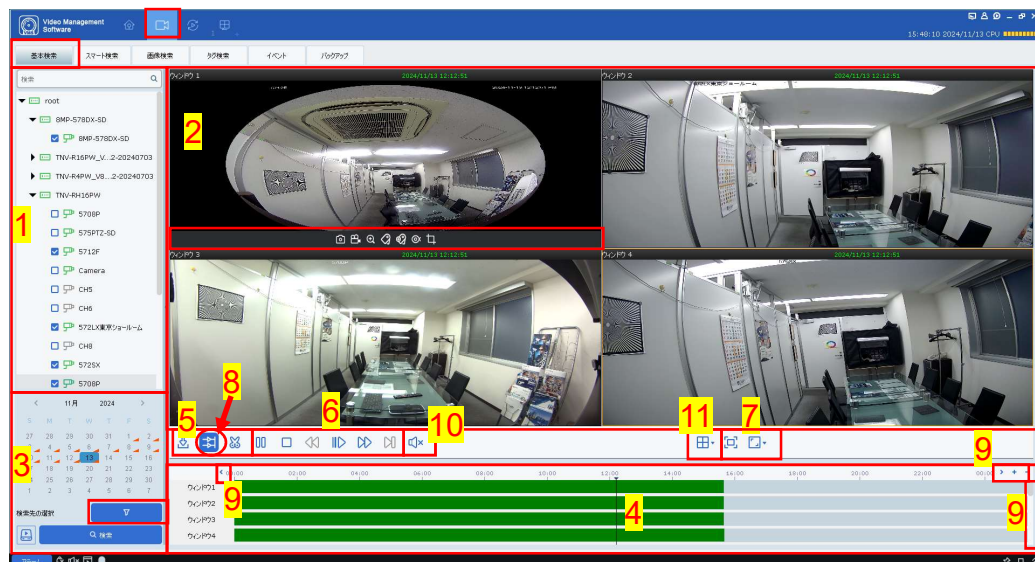 Video Management
Software
15:48:10 2024/11/13 CPU
基本検索
スマート検索
画像検索
タグ検索
イベント
バックアップ
検索
root
8MP-578DX-SD
8MP-578DX-SD
TNV-R16PW_V...2-20240703
TNV-R4PW_V8...2-20240703
TNV-RH16PW
5708P
575PTZ-SD
5712F
Camera
CH5
CH6
572LX東京ショールーム
CH8
572SX
5708P
1
ウィンドウ 1
2024/11/13 12:12:51
2
ウィンドウ 2
2024/11/13 12:12:51
ウィンドウ 3
2024/11/13 12:12:51
ウィンドウ 4
2024/11/13 12:12:51
11月 2024
S M T W T F S
27 28 29 30 31 1 2
3 4 5 6 7 8 9
10 11 12 13 14 15 16
17 18 19 20 21 22 23
24 25 26 27 28 29 30
1 2 3 4 5 6 7
3
検索先の選択
検索
5
8
6
10
11
7
9
02:00 04:00 06:00 08:00 10:00 12:00 14:00 16:00 18:00 20:00 22:00 00:00
ウィンドウ1
ウィンドウ2
ウィンドウ3
ウィンドウ4
9
4
9